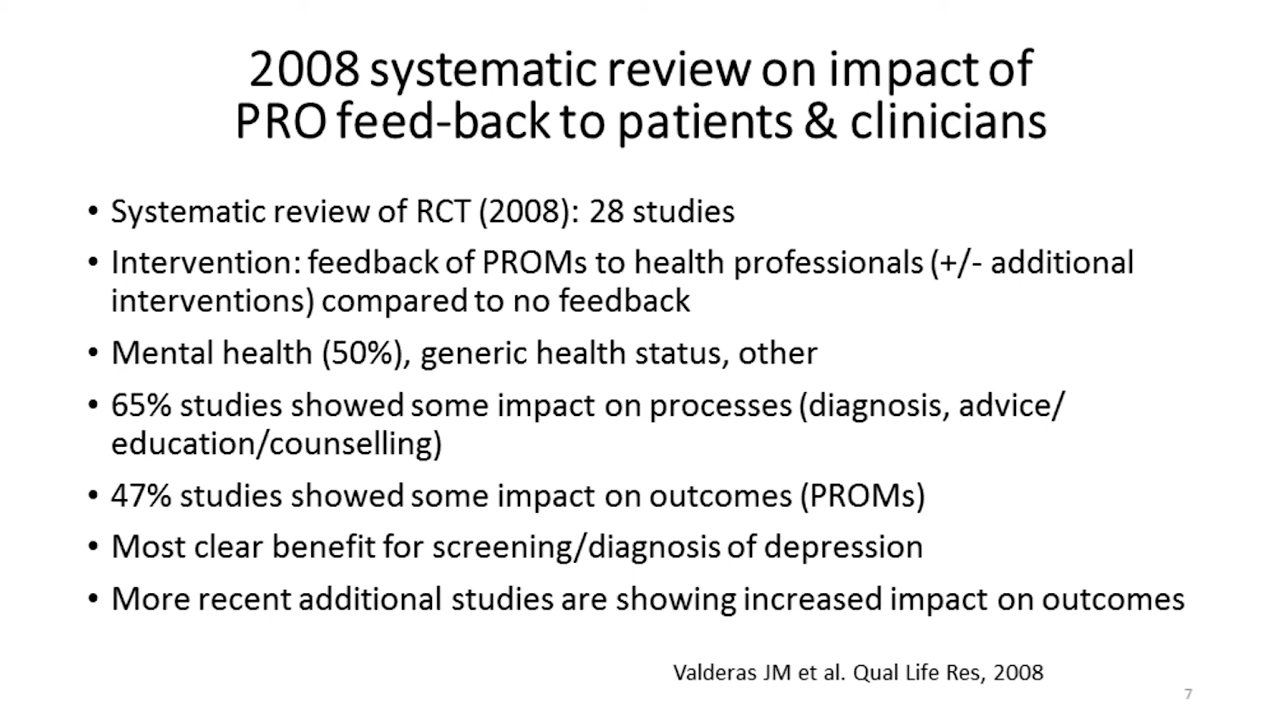 2008 systematic review on impact of
PRO feed-back to patients & clinicians
• Systematic review of RCT (2008): 28 studies
• Intervention: feedback of PROMs to health professionals (+/- additional
interventions) compared to no feedback
• Mental health (50%), generic health status, other
• 65% studies showed some impact on processes (diagnosis, advice/
education/counselling)
• 47% studies showed some impact on outcomes (PROMs)
• Most clear benefit for screening/diagnosis of depression
• More recent additional studies are showing increased impact on outcomes
Valderas JM et al. Qual Life Res, 2008
7